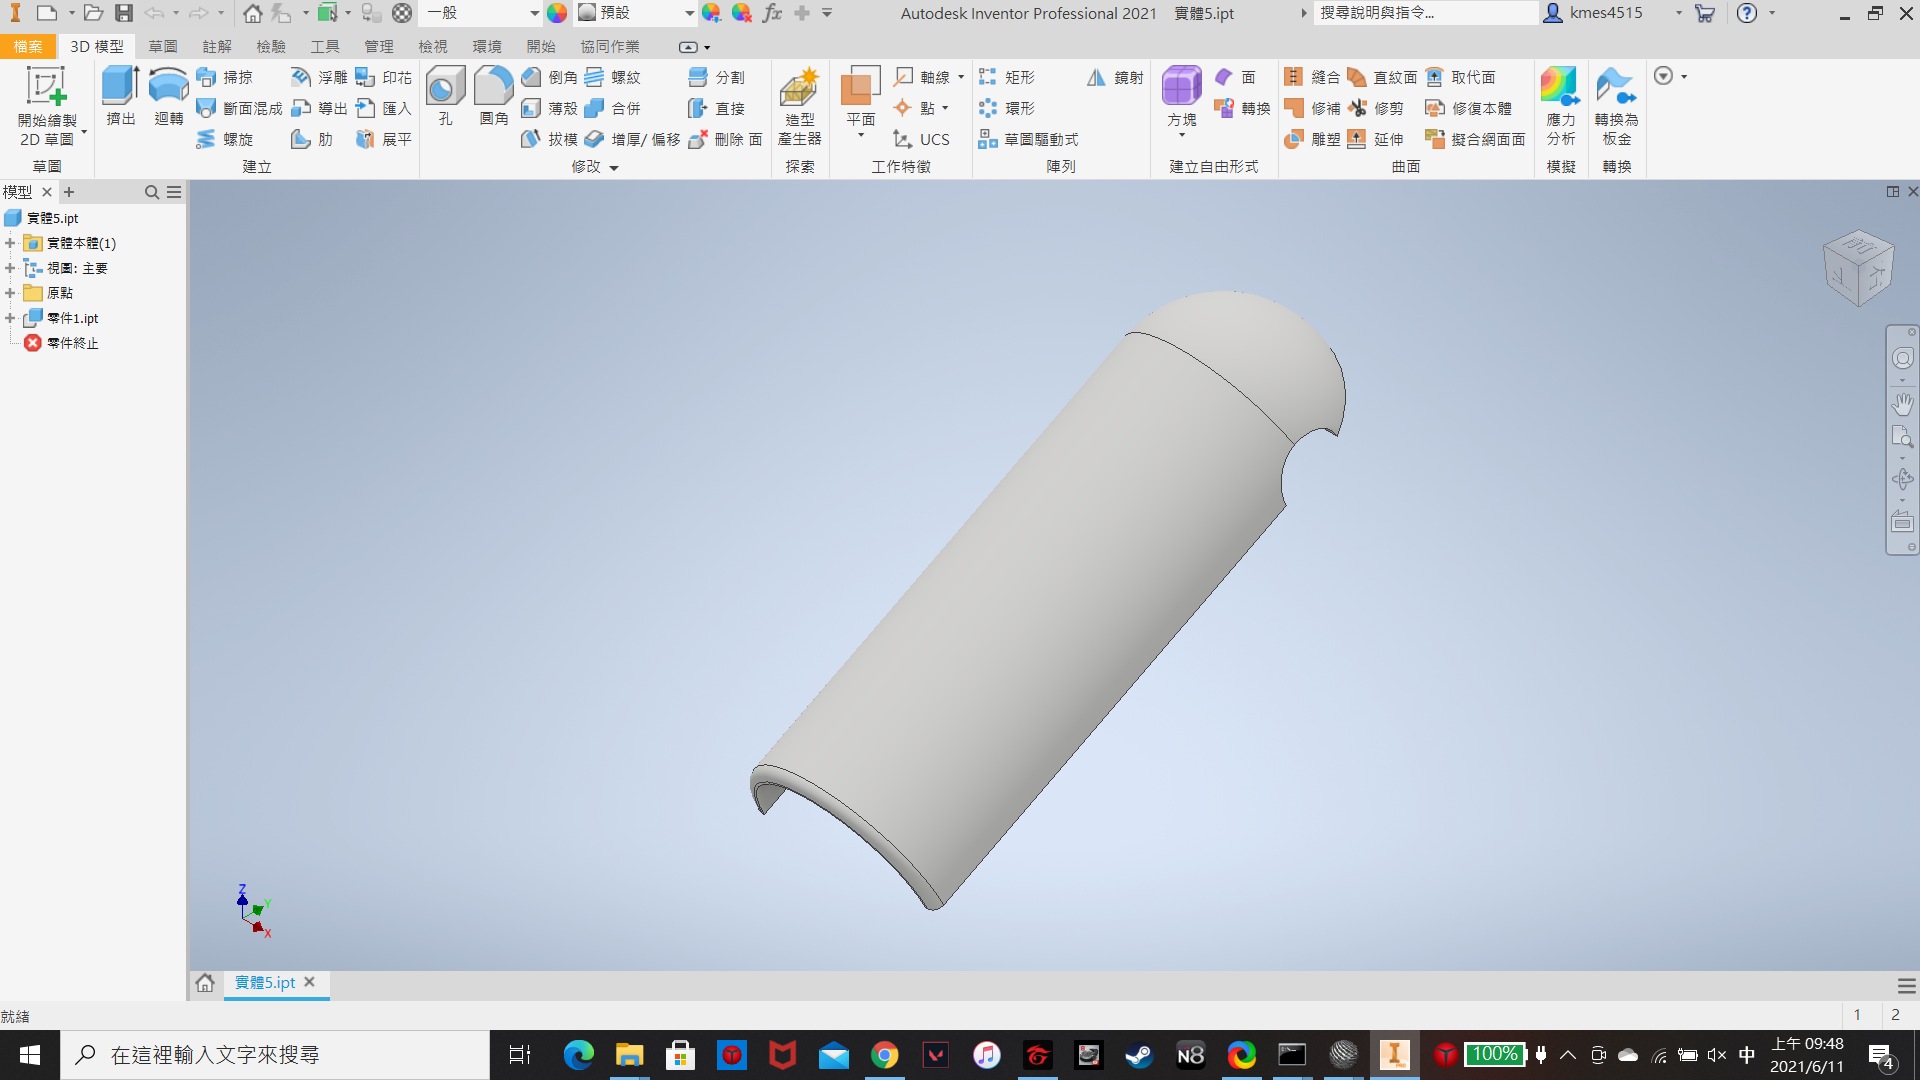 一般
預設
Autodesk Inventor Professional 2021 實體5.ipt
搜尋說明與指令...
kmes4515
檔案 3D 模型 草圖 註解 檢驗 工具 管理 檢視 環境 開始 協同作業
開始繪製
2D 草圖
草圖
擠出
迴轉
掃掠
斷面混成
螺旋
浮雕
導出
肋
印花
匯入
展平
建立
孔
圓角
倒角
薄殼
拔模
螺紋
合併
增厚/ 偏移
分割
直接
刪除 面
修改
造型
產生器
探索
平面
軸線
點
UCS
工作特徵
矩形
環形
草圖驅動式
鏡射
陣列
方塊
面
轉換
建立自由形式
縫合
修補
雕塑
直紋面
修剪
延伸
取代面
修復本體
擬合網面面
曲面
應力
分析
模擬
轉換為
板金
轉換
模型
實體5.ipt
實體本體(1)
視圖: 主要
原點
零件1.ipt
零件終止
Z
Y
X
實體5.ipt
就緒
1 2
在這裡輸入文字來搜尋
N8
100%
中
上午 09:48
2021/6/11
4